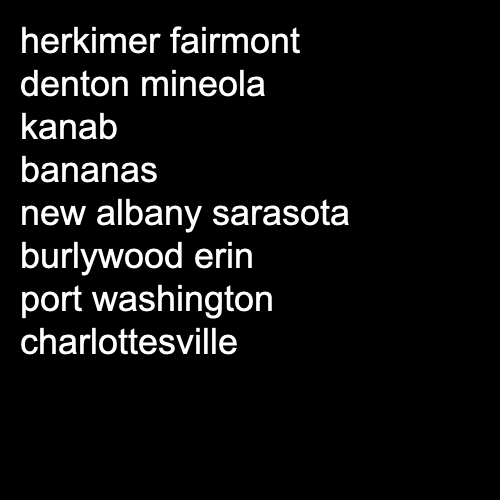 herkimer fairmont
denton mineola
kanab
bananas
new albany sarasota
burlywood erin
port washington
charlottesville